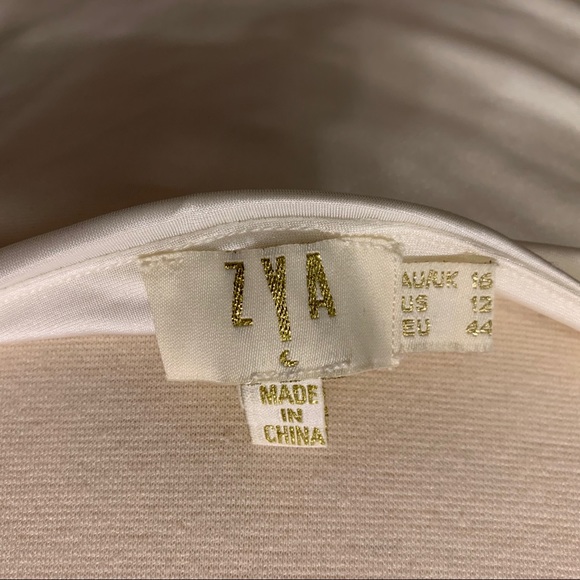 ZYA
AU/UK 16
US 12
EU 44
MADE
IN
CHINA